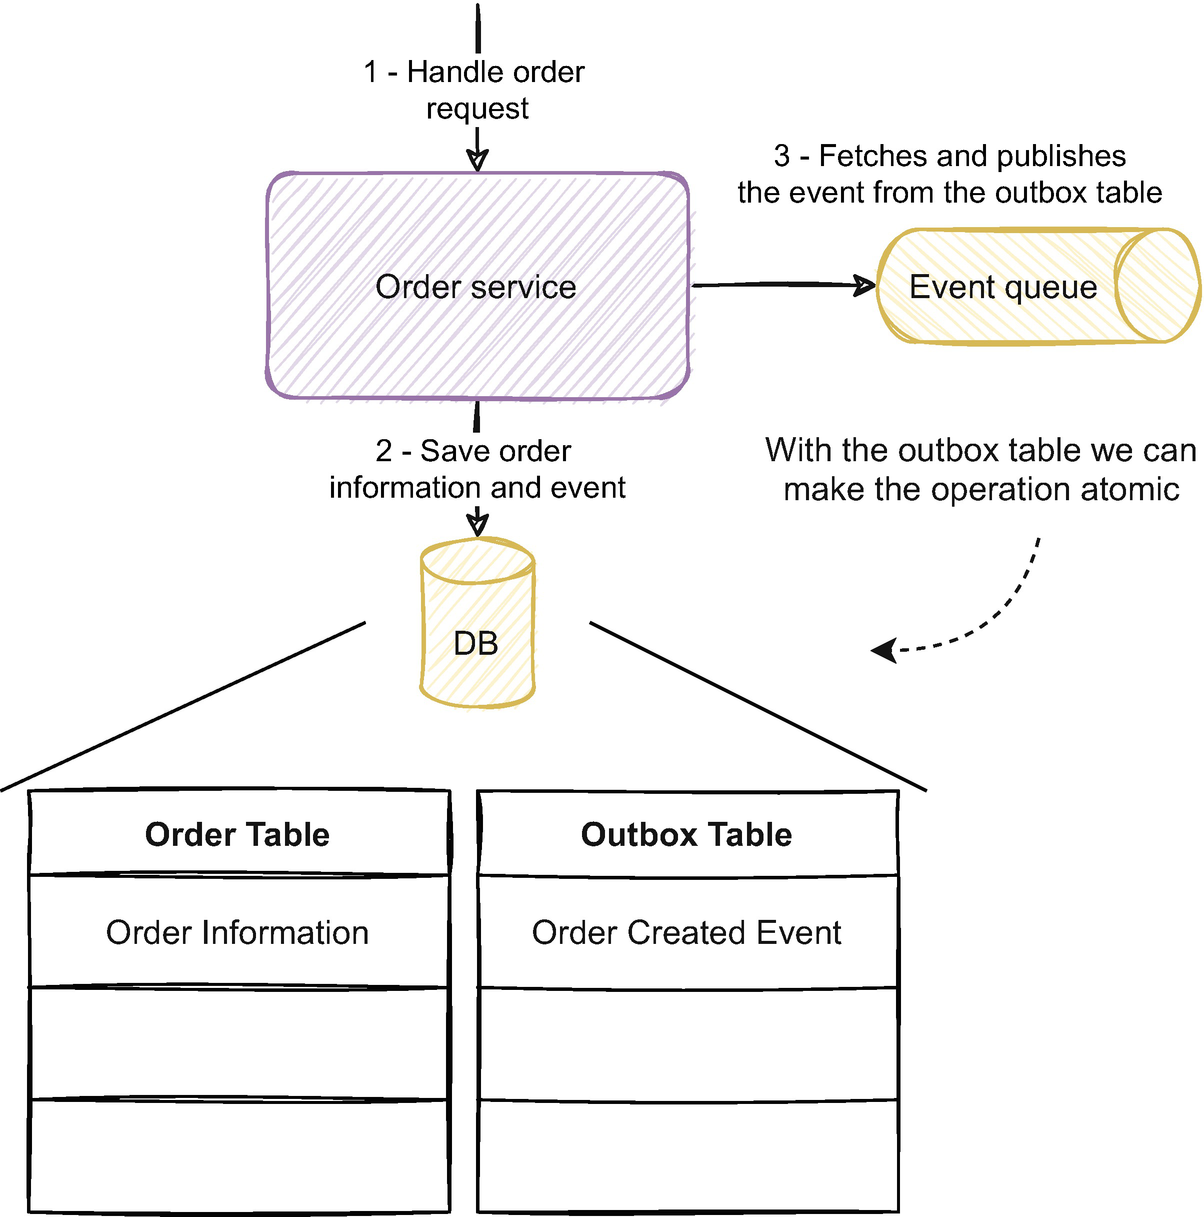 1 - Handle order
request
3 - Fetches and publishes
the event from the outbox table
Order service
Event queue
2 - Save order
information and event
With the outbox table we can
make the operation atomic
DB
Order Table
Outbox Table
Order Information
Order Created Event